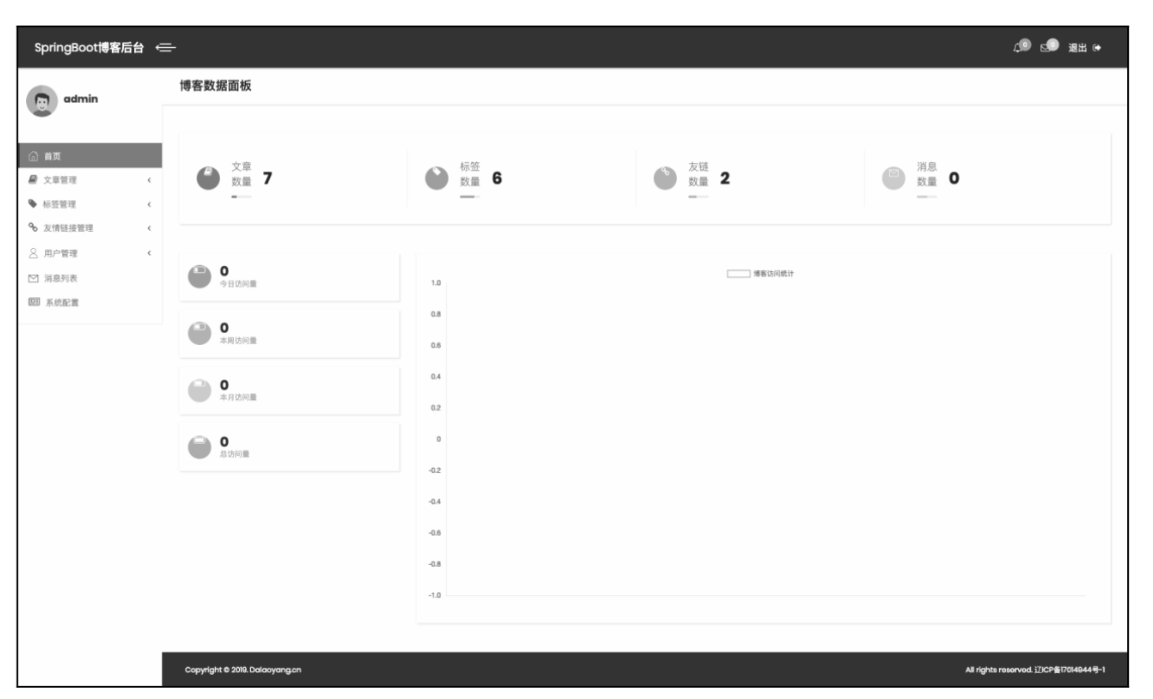 SpringBoot博客后台
0
0
退出
admin
博客数据面板
首页
文章管理
标签管理
友情链接管理
用户管理
消息列表
系统配置
文章
数量 7
标签
数量 6
友链
数量 2
消息
数量 0
0
今日访问量
0
本周访问量
0
本月访问量
0
总访问量
博客访问统计
1.0
0.8
0.6
0.4
0.2
0
-0.2
-0.4
-0.6
-0.8
-1.0
Copyright © 2019. Dalaoyang.cn
All rights reserved. 辽ICP备17014944号-1